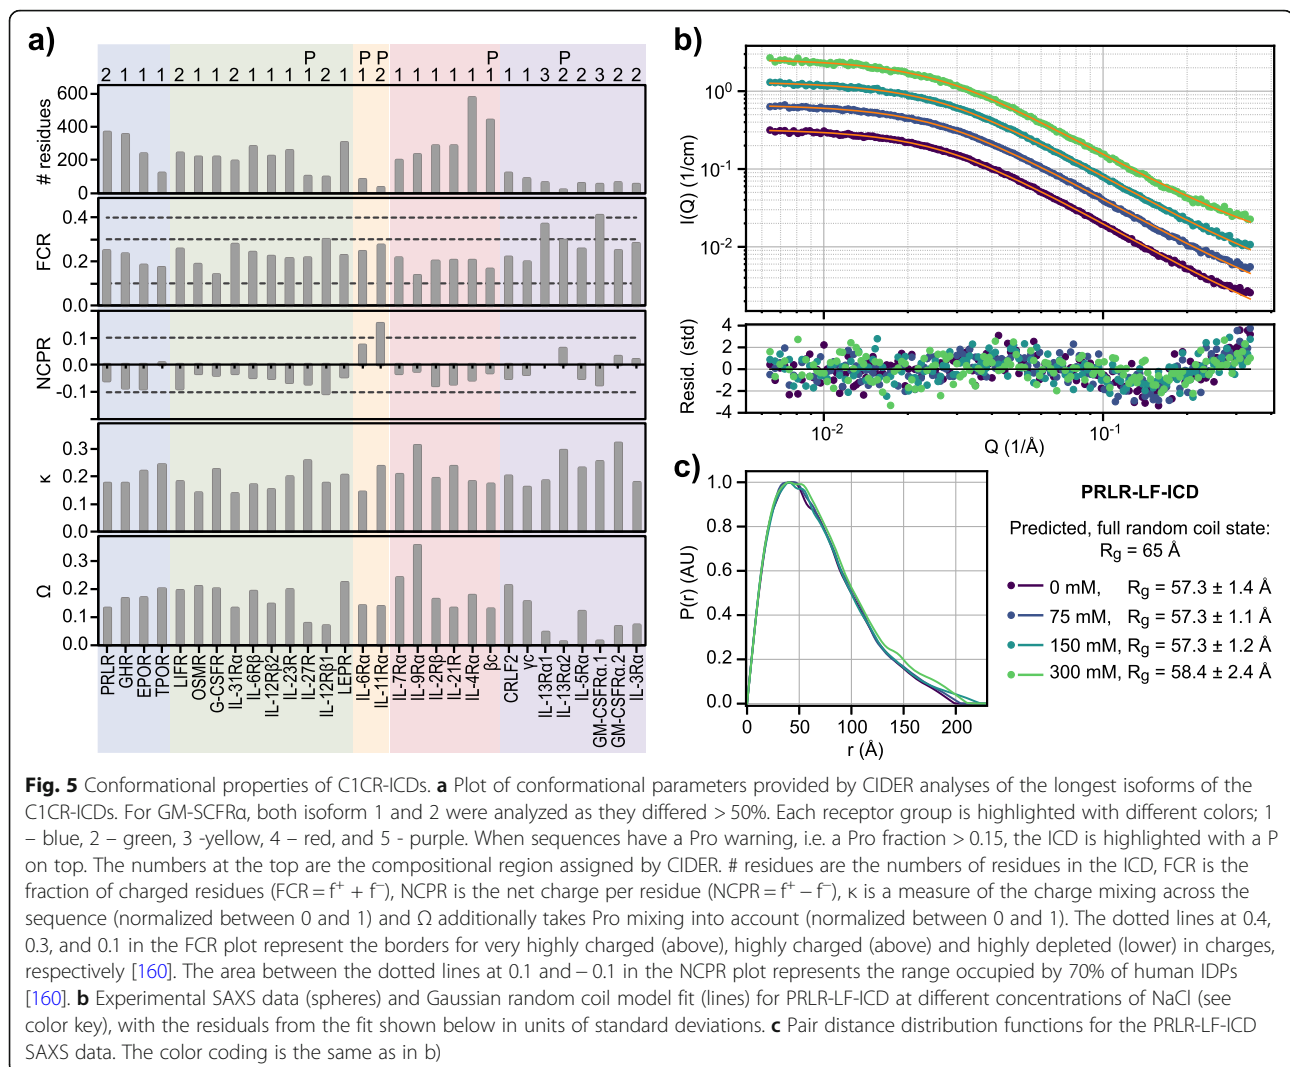 a)
P P P P P
2 1 1 1 2 1 1 2 1 1 1 1 2 1 1 2 1 1 1 1 1 1 1 1 3 2 2 3 2 2
# residues
600
400
200
0
FCR
0.4
0.2
0.0
NCPR
0.1
0.0
-0.1
κ
0.3
0.2
0.1
0.0
Ω
0.3
0.2
0.1
0.0
PRLR
GHR
EPOR
TPOR
LIFR
OSMR
G-CSFR
IL-31Rα
IL-6Rβ
IL-12Rβ2
IL-23R
IL-27R
IL-12Rβ1
LEPR
IL-6Rα
IL-11Rα
IL-7Rα
IL-9Rα
IL-2Rβ
IL-21R
IL-4Rα
βc
CRLF2
γc
IL-13Rα1
IL-13Rα2
IL-5Rα
GM-CSFRα.1
GM-CSFRα.2
IL-3Rα
b)
I(Q) (1/cm)
10⁰
10⁻¹
10⁻²
Resid. (std)
4
2
0
-2
-4
10⁻² 10⁻¹
Q (1/Å)
c)
P(r) (AU)
1.0
0.8
0.6
0.4
0.2
0.0
0 50 100 150 200
r (Å)
PRLR-LF-ICD
Predicted, full random coil state:
Rg = 65 Å
0 mM, Rg = 57.3 ± 1.4 Å
75 mM, Rg = 57.3 ± 1.1 Å
150 mM, Rg = 57.3 ± 1.2 Å
300 mM, Rg = 58.4 ± 2.4 Å
Fig. 5 Conformational properties of C1CR-ICDs. a Plot of conformational parameters provided by CIDER analyses of the longest isoforms of the
C1CR-ICDs. For GM-SCFRα, both isoform 1 and 2 were analyzed as they differed > 50%. Each receptor group is highlighted with different colors; 1
– blue, 2 – green, 3 -yellow, 4 – red, and 5 - purple. When sequences have a Pro warning, i.e. a Pro fraction > 0.15, the ICD is highlighted with a P
on top. The numbers at the top are the compositional region assigned by CIDER. # residues are the numbers of residues in the ICD, FCR is the
fraction of charged residues (FCR = f⁺ + f⁻), NCPR is the net charge per residue (NCPR = f⁺ − f⁻), κ is a measure of the charge mixing across the
sequence (normalized between 0 and 1) and Ω additionally takes Pro mixing into account (normalized between 0 and 1). The dotted lines at 0.4,
0.3, and 0.1 in the FCR plot represent the borders for very highly charged (above), highly charged (above) and highly depleted (lower) in charges,
respectively [160]. The area between the dotted lines at 0.1 and − 0.1 in the NCPR plot represents the range occupied by 70% of human IDPs
[160]. b Experimental SAXS data (spheres) and Gaussian random coil model fit (lines) for PRLR-LF-ICD at different concentrations of NaCl (see
color key), with the residuals from the fit shown below in units of standard deviations. c Pair distance distribution functions for the PRLR-LF-ICD
SAXS data. The color coding is the same as in b)